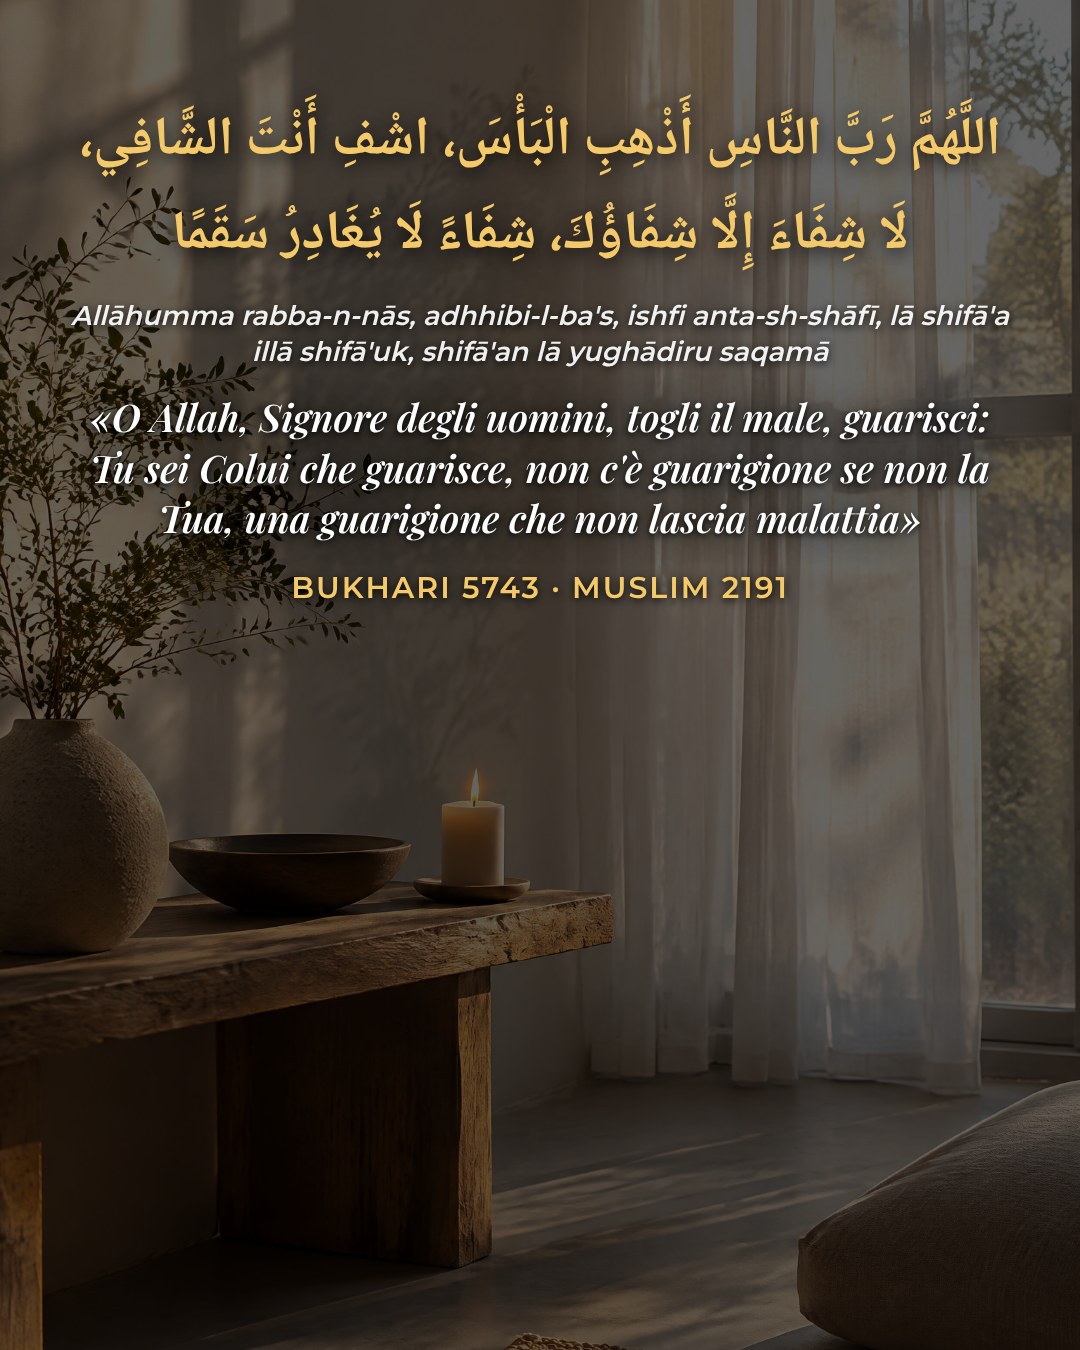 اللَّهُمَّ رَبَّ النَّاسِ أَذْهِبِ الْبَأْسَ، اشْفِ أَنْتَ الشَّافِي،
لَا شِفَاءَ إِلَّا شِفَاؤُكَ، شِفَاءً لَا يُغَادِرُ سَقَمًا
Allāhumma rabba-n-nās, adhhibi-l-ba's, ishfi anta-sh-shāfī, lā shifā'a
illā shifā'uk, shifā'an lā yughādiru saqamā
«O Allah, Signore degli uomini, togli il male, guarisci:
Tu sei Colui che guarisce, non c'è guarigione se non la
Tua, una guarigione che non lascia malattia»
BUKHARI 5743 · MUSLIM 2191